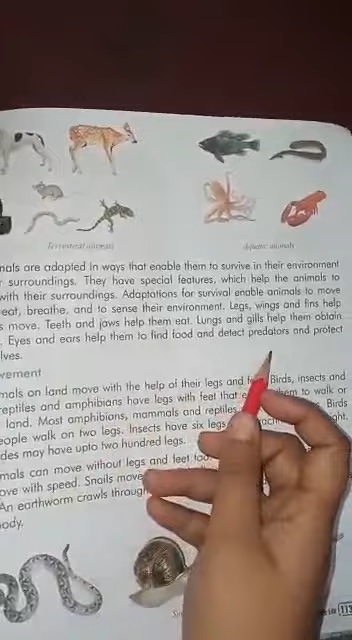 Terrestrial animals
Aquatic animals
mals are adapted in ways that enable them to survive in their environment
surroundings. They have special features, which help the animals to
with their surroundings. Adaptations for survival enable animals to move
eat, breathe, and to sense their environment. Legs, wings and fins help
s move. Teeth and jaws help them eat. Lungs and gills help them obtain
. Eyes and ears help them to find food and detect predators and protect
lves.
vement
mals on land move with the help of their legs and Birds, insects and
reptiles and amphibians have legs with feet that them to walk or
land. Most amphibians, mammals and reptiles Birds
eople walk on two legs. Insects have six legs
des may have upto two hundred legs.
mals can move without legs and feet
ove with speed. Snails move
An earthworm crawls through
ody.
113